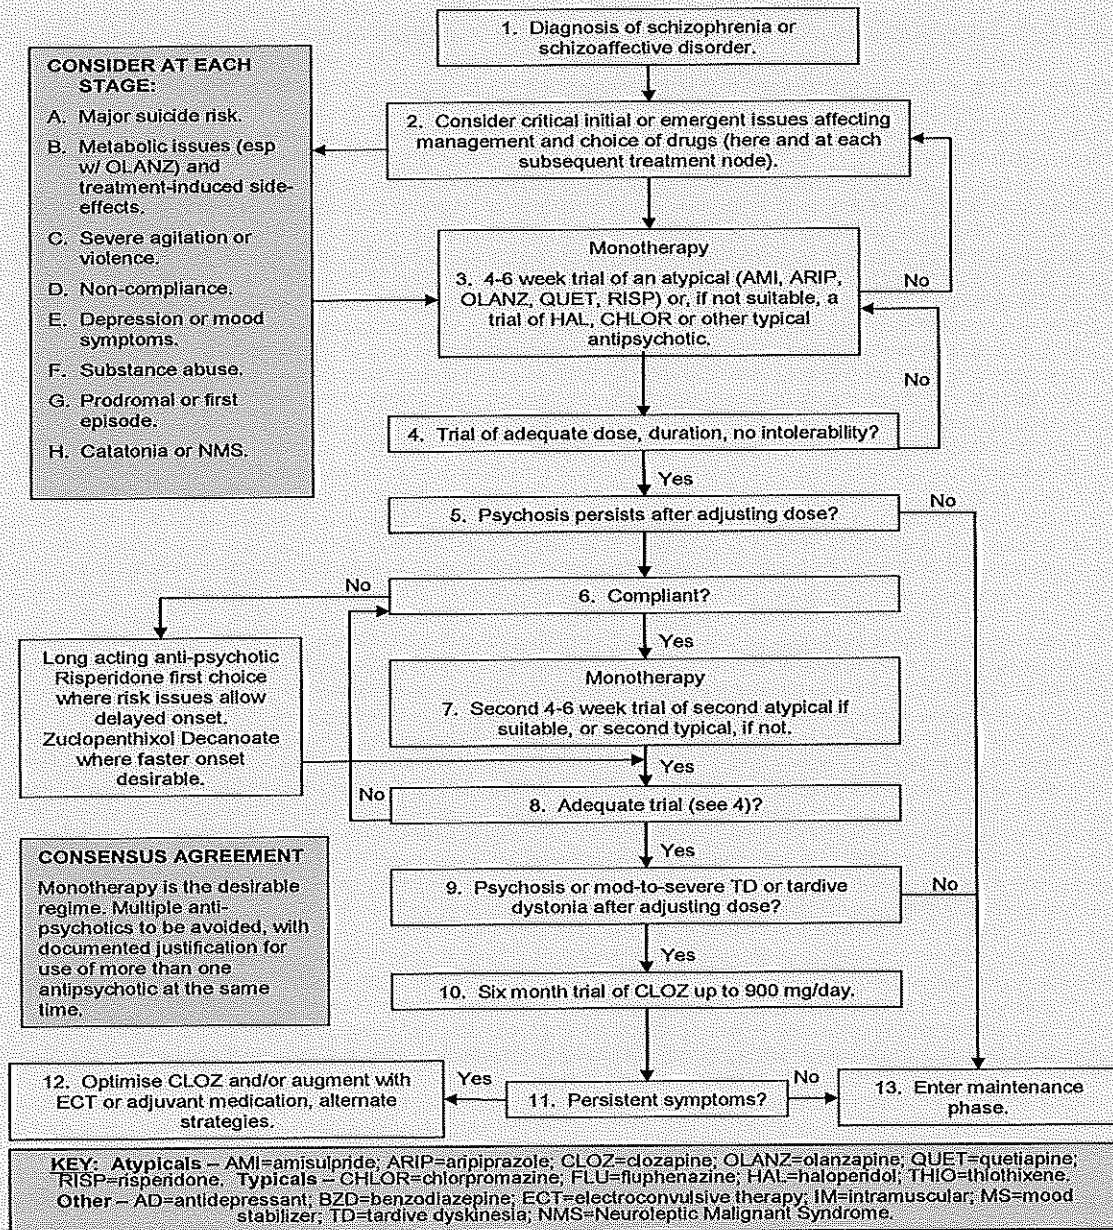 1. Diagnosis of schizophrenia or
schizoaffective disorder.
CONSIDER AT EACH
STAGE:
A. Major suicide risk.
B. Metabolic issues (esp
w/ OLANZ) and
treatment-induced side-
effects.
C. Severe agitation or
violence.
D. Non-compliance.
E. Depression or mood
symptoms.
F. Substance abuse.
G. Prodromal or first
episode.
H. Catatonia or NMS.
2. Consider critical initial or emergent issues affecting
management and choice of drugs (here and at each
subsequent treatment node).
Monotherapy
3. 4-6 week trial of an atypical (AMI, ARIP,
OLANZ, QUET, RISP) or, if not suitable, a
trial of HAL, CHLOR or other typical
antipsychotic.
No
No
4. Trial of adequate dose, duration, no intolerability?
Yes
5. Psychosis persists after adjusting dose?
No
6. Compliant?
No
Yes
Long acting anti-psychotic
Risperidone first choice
where risk issues allow
delayed onset.
Zuclopenthixol Decanoate
where faster onset
desirable.
Monotherapy
7. Second 4-6 week trial of second atypical if
suitable, or second typical, if not.
Yes
8. Adequate trial (see 4)?
No
Yes
CONSENSUS AGREEMENT
Monotherapy is the desirable
regime. Multiple anti-
psychotics to be avoided, with
documented justification for
use of more than one
antipsychotic at the same
time.
9. Psychosis or mod-to-severe TD or tardive
dystonia after adjusting dose?
No
Yes
10. Six month trial of CLOZ up to 900 mg/day.
11. Persistent symptoms?
Yes
No
12. Optimise CLOZ and/or augment with
ECT or adjuvant medication, alternate
strategies.
13. Enter maintenance
phase.
KEY: Atypicals – AMI=amisulpride; ARIP=aripiprazole; CLOZ=clozapine; OLANZ=olanzapine; QUET=quetiapine;
RISP=risperidone. Typicals – CHLOR=chlorpromazine; FLU=fluphenazine; HAL=haloperidol; THIO=thiothixene.
Other – AD=antidepressant; BZD=benzodiazepine; ECT=electroconvulsive therapy; IM=intramuscular; MS=mood
stabilizer; TD=tardive dyskinesia; NMS=Neuroleptic Malignant Syndrome.